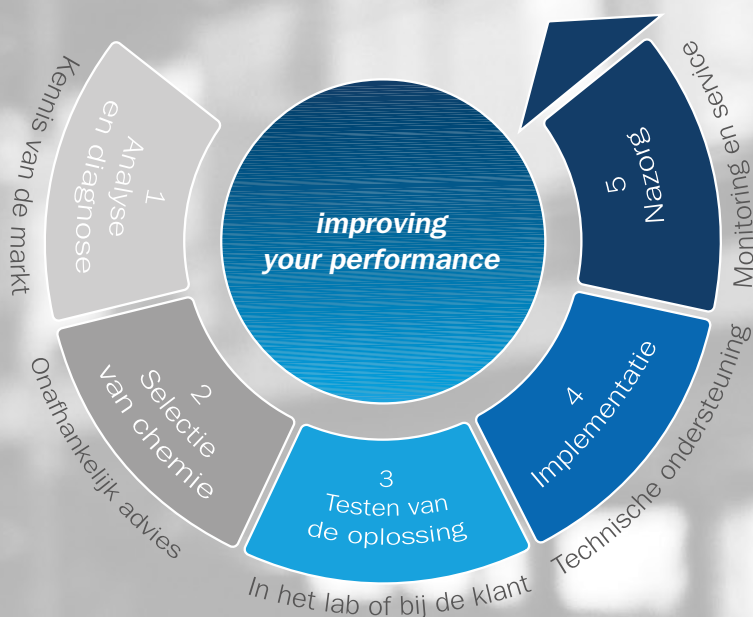 improving
your performance
1
Analyse
en diagnose
Kennis van de markt
2
Selectie
van chemie
Onafhankelijk advies
3
Testen van
de oplossing
In het lab of bij de klant
4
Implementatie
Technische ondersteuning
5
Nazorg
Monitoring en service